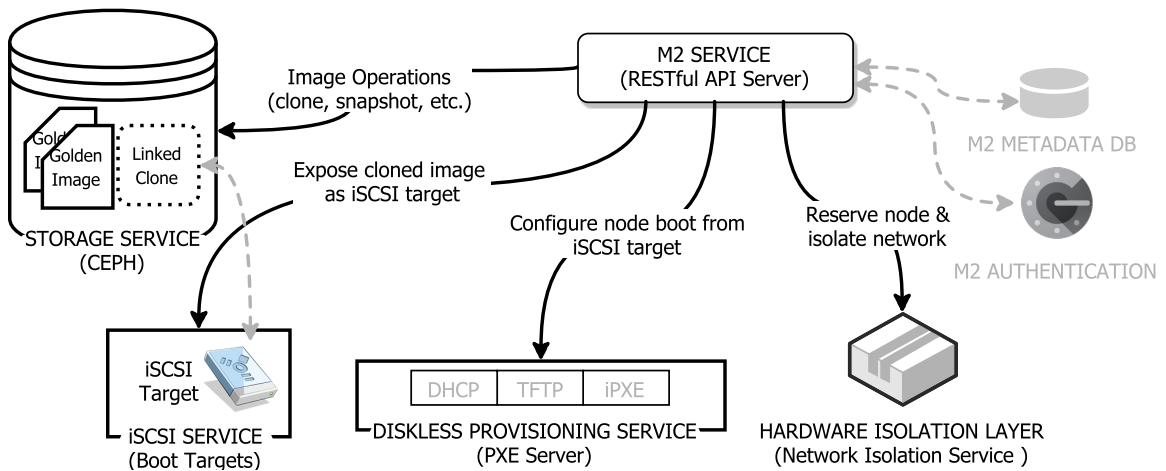 M2 SERVICE
(RESTful API Server)
Image Operations
(clone, snapshot, etc.)
Golden
Image
Linked
Clone
STORAGE SERVICE
(CEPH)
Expose cloned image
as iSCSI target
Configure node boot from
iSCSI target
Reserve node &
isolate network
M2 METADATA DB
M2 AUTHENTICATION
iSCSI
Target
iSCSI SERVICE
(Boot Targets)
DHCP TFTP iPXE
DISKLESS PROVISIONING SERVICE
(PXE Server)
HARDWARE ISOLATION LAYER
(Network Isolation Service )